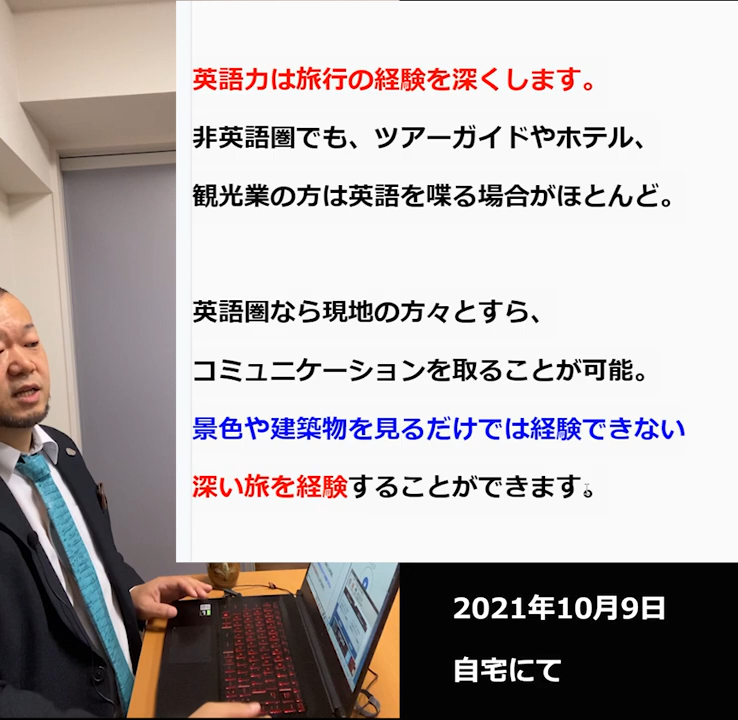 英語力は旅行の経験を深くします。
非英語圏でも、ツアーガイドやホテル、
観光業の方は英語を喋る場合がほとんど。
英語圏なら現地の方々とすら、
コミュニケーションを取ることが可能。
景色や建築物を見るだけでは経験できない
深い旅を経験することができます。
2021年10月9日
自宅にて